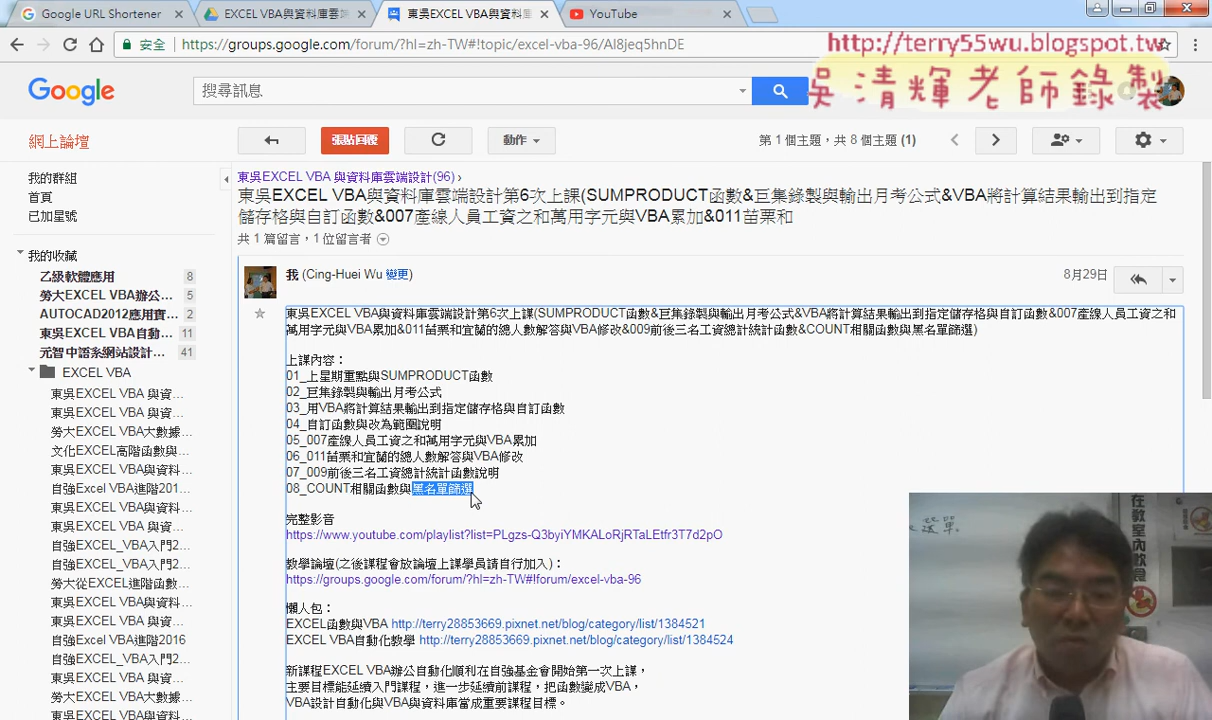 Google URL Shortener
EXCEL VBA與資料庫雲端
東吳EXCEL VBA與資料
YouTube
安全 https://groups.google.com/forum/?hl=zh-TW#!topic/excel-vba-96/AI8jeq5hnDE
http://terry55wu.blogspot.tw
吳清輝老師錄製
Google
搜尋訊息
網上論壇
張貼回覆
動作
第 1 個主題，共 8 個主題 (1)
我的群組
首頁
已加星號
我的收藏
乙級軟體應用 8
勞大EXCEL VBA辦公... 5
AUTOCAD2012應用實... 2
東吳EXCEL VBA自動... 11
元智中語系網站設計... 41
EXCEL VBA
東吳EXCEL VBA 與資...
東吳EXCEL VBA 與資...
勞大EXCEL VBA大數據...
文化EXCEL高階函數與...
東吳EXCEL VBA與資料...
自強Excel VBA進階201...
東吳EXCEL VBA 與資...
自強EXCEL_VBA入門2...
自強EXCEL_VBA入門2...
勞大從EXCEL進階函數...
東吳EXCEL VBA與資料...
東吳EXCEL VBA 與資...
自強Excel VBA進階2016
自強EXCEL_VBA入門2...
東吳EXCEL VBA 與資...
勞大EXCEL VBA大數據...
東吳EXCEL VBA與資料...
東吳EXCEL VBA 與資料庫雲端設計(96) ›
東吳EXCEL VBA與資料庫雲端設計第6次上課(SUMPRODUCT函數&巨集錄製與輸出月考公式&VBA將計算結果輸出到指定
儲存格與自訂函數&007產線人員工資之和萬用字元與VBA累加&011苗栗和
共 1 篇留言，1 位留言者
我 (Cing-Huei Wu 變更)
8月29日
東吳EXCEL VBA與資料庫雲端設計第6次上課(SUMPRODUCT函數&巨集錄製與輸出月考公式&VBA將計算結果輸出到指定儲存格與自訂函數&007產線人員工資之和
萬用字元與VBA累加&011苗栗和宜蘭的總人數解答與VBA修改&009前後三名工資總計統計函數&COUNT相關函數與黑名單篩選)
上課內容：
01_上星期重點與SUMPRODUCT函數
02_巨集錄製與輸出月考公式
03_用VBA將計算結果輸出到指定儲存格與自訂函數
04_自訂函數與改為範圍說明
05_007產線人員工資之和萬用字元與VBA累加
06_011苗栗和宜蘭的總人數解答與VBA修改
07_009前後三名工資總計統計函數說明
08_COUNT相關函數與黑名單篩選
完整影音
https://www.youtube.com/playlist?list=PLgzs-Q3byiYMKALoRjRTaLEtfr3T7d2pO
教學論壇(之後課程會放論壇上課學員請自行加入)：
https://groups.google.com/forum/?hl=zh-TW#!forum/excel-vba-96
懶人包：
EXCEL函數與VBA http://terry28853669.pixnet.net/blog/category/list/1384521
EXCEL VBA自動化教學 http://terry28853669.pixnet.net/blog/category/list/1384524
新課程EXCEL VBA辦公自動化順利在自強基金會開始第一次上課，
主要目標能延續入門課程，進一步延續前課程，把函數變成VBA，
VBA設計自動化與VBA與資料庫當成重要課程目標。
在教室內飲食